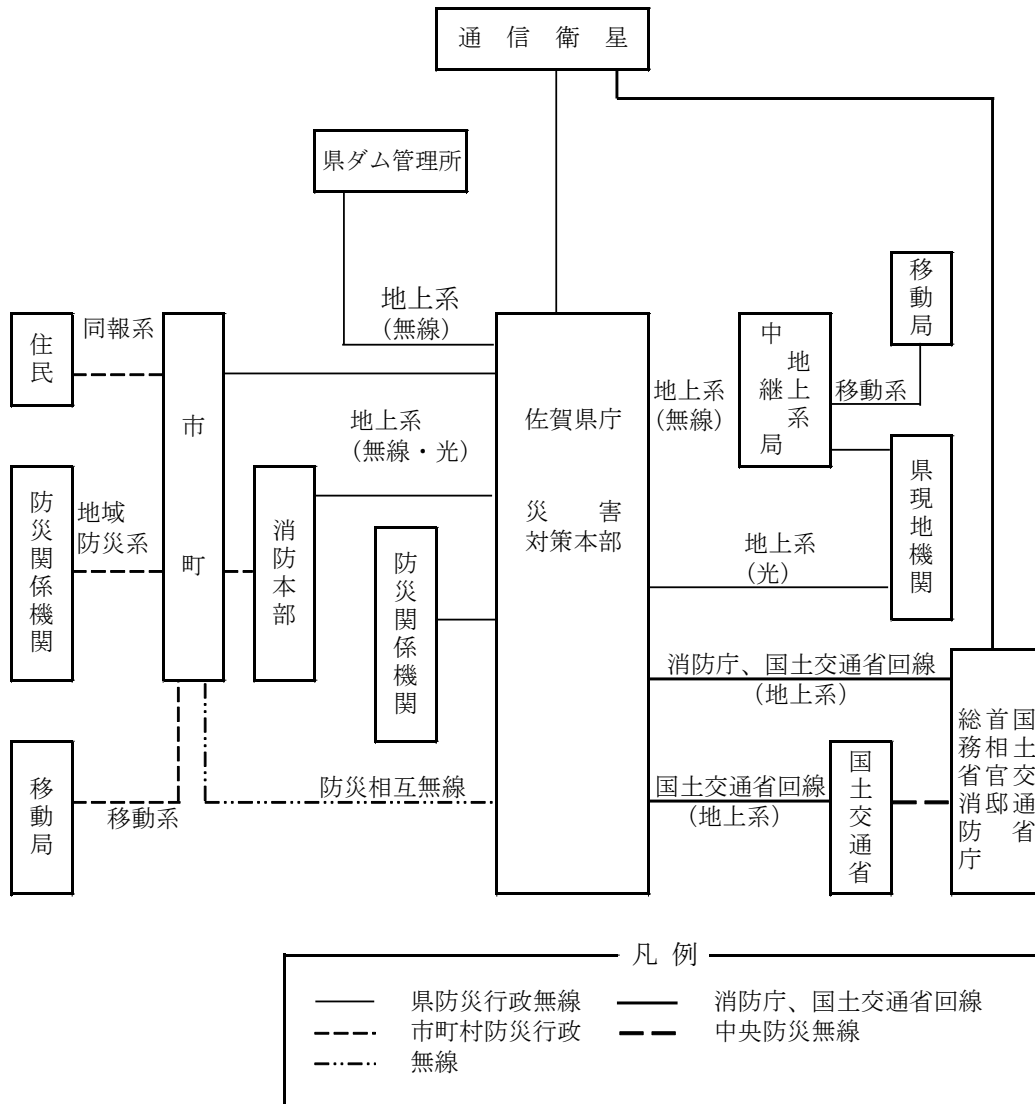 通信衛星
県ダム管理所
地上系
(無線)
移動局
住民
同報系
市町
佐賀県庁
災害
対策本部
地上系
(無線)
中継局
地上系
移動系
地上系
(無線・光)
防災関係機関
地域
防災系
消防本部
防災関係機関
県現地機関
地上系
(光)
消防庁、国土交通省回線
(地上系)
国土交通省
首相官邸
総務省消防庁
移動局
移動系
防災相互無線
国土交通省回線
(地上系)
国土交通省
凡例
県防災行政無線
消防庁、国土交通省回線
市町村防災行政
中央防災無線
無線